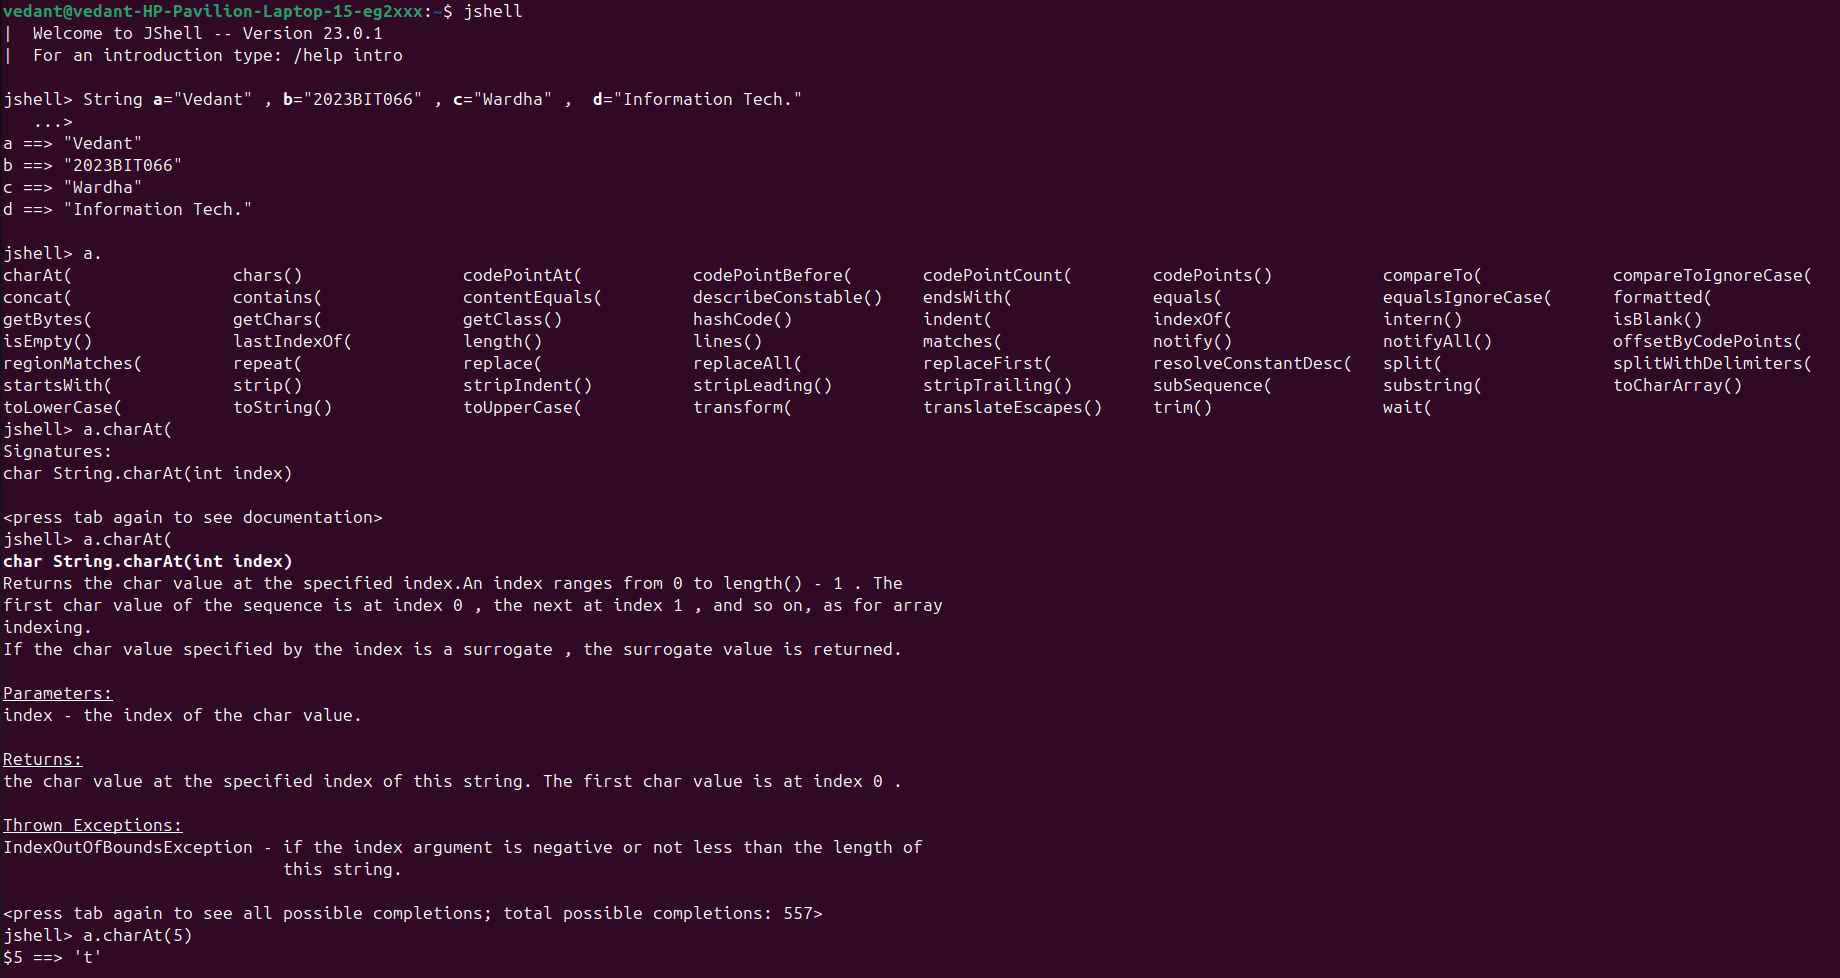 vedant@vedant-HP-Pavilion-Laptop-15-eg2xxx:~$ jshell
|  Welcome to JShell -- Version 23.0.1
|  For an introduction type: /help intro
jshell> String a="Vedant" , b="2023BIT066" , c="Wardha" ,  d="Information Tech."
   ...>
a ==> "Vedant"
b ==> "2023BIT066"
c ==> "Wardha"
d ==> "Information Tech."
jshell> a.
charAt(                chars()                codePointAt(           codePointBefore(       codePointCount(        codePoints()           compareTo(             compareToIgnoreCase(
concat(                contains(              contentEquals(         describeConstable()    endsWith(              equals(                equalsIgnoreCase(      formatted(
getBytes(              getChars(              getClass()             hashCode()             indent(                indexOf(               intern()               isBlank()
isEmpty()              lastIndexOf(           length()               lines()                matches(               notify()               notifyAll()            offsetByCodePoints(
regionMatches(         repeat(                replace(               replaceAll(            replaceFirst(          resolveConstantDesc(   split(                 splitWithDelimiters(
startsWith(            strip()                stripIndent()          stripLeading()         stripTrailing()        subSequence(           substring(             toCharArray()
toLowerCase(           toString()             toUpperCase(           transform(             translateEscapes()     trim()                 wait(
jshell> a.charAt(
Signatures:
char String.charAt(int index)
<press tab again to see documentation>
jshell> a.charAt(
char String.charAt(int index)
Returns the char value at the specified index.An index ranges from 0 to length() - 1 . The
first char value of the sequence is at index 0 , the next at index 1 , and so on, as for array
indexing.
If the char value specified by the index is a surrogate , the surrogate value is returned.
Parameters:
index - the index of the char value.
Returns:
the char value at the specified index of this string. The first char value is at index 0 .
Thrown Exceptions:
IndexOutOfBoundsException - if the index argument is negative or not less than the length of
                            this string.
<press tab again to see all possible completions; total possible completions: 557>
jshell> a.charAt(5)
$5 ==> 't'